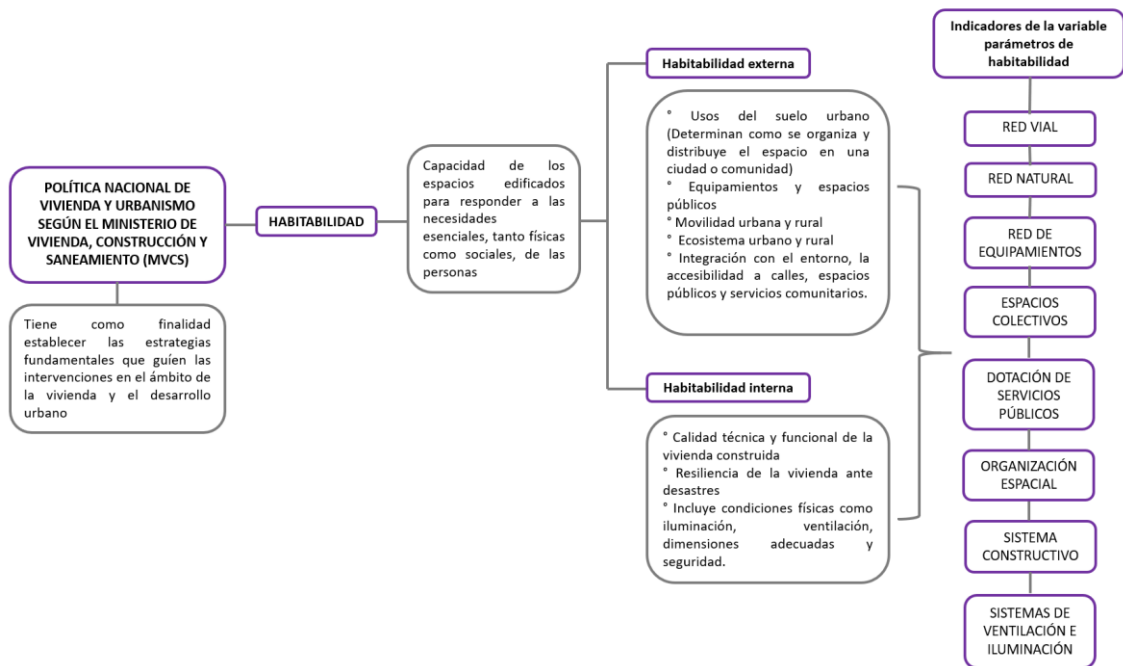 POLÍTICA NACIONAL DE
VIVIENDA Y URBANISMO
SEGÚN EL MINISTERIO DE
VIVIENDA, CONSTRUCCIÓN Y
SANEAMIENTO (MVCS)
Tiene como finalidad
establecer las estrategias
fundamentales que guíen las
intervenciones en el ámbito de
la vivienda y el desarrollo
urbano
HABITABILIDAD
Capacidad de los
espacios edificados
para responder a las
necesidades
esenciales, tanto físicas
como sociales, de las
personas
Habitabilidad externa
° Usos del suelo urbano
(Determinan como se organiza y
distribuye el espacio en una
ciudad o comunidad)
° Equipamientos y espacios
públicos
° Movilidad urbana y rural
° Ecosistema urbano y rural
° Integración con el entorno, la
accesibilidad a calles, espacios
públicos y servicios comunitarios.
Habitabilidad interna
° Calidad técnica y funcional de la
vivienda construida
° Resiliencia de la vivienda ante
desastres
° Incluye condiciones físicas como
iluminación, ventilación,
dimensiones adecuadas y
seguridad.
Indicadores de la variable
parámetros de
habitabilidad
RED VIAL
RED NATURAL
RED DE
EQUIPAMIENTOS
ESPACIOS
COLECTIVOS
DOTACIÓN DE
SERVICIOS
PÚBLICOS
ORGANIZACIÓN
ESPACIAL
SISTEMA
CONSTRUCTIVO
SISTEMAS DE
VENTILACIÓN E
ILUMINACIÓN